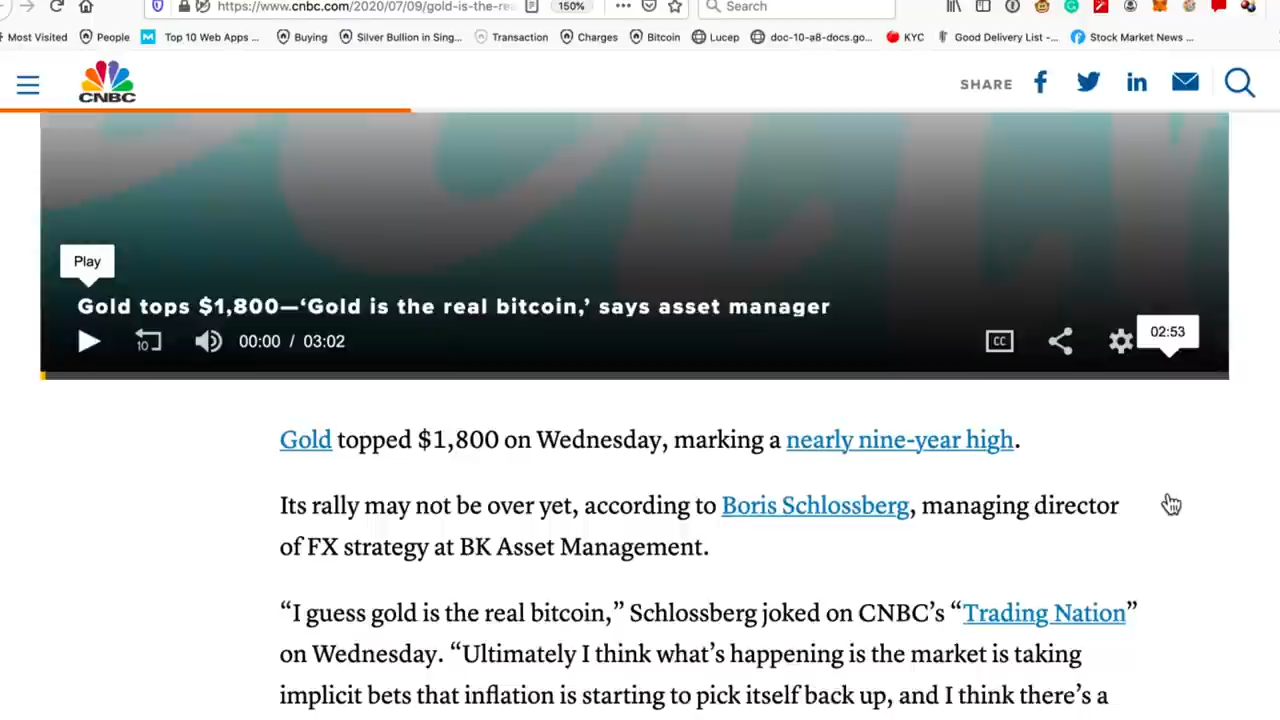 https://www.cnbc.com/2020/07/09/gold-is-the-rea
150%
Search
Most Visited
People
Top 10 Web Apps ...
Buying
Silver Bullion in Sing...
Transaction
Charges
Bitcoin
Lucep
doc-10-a8-docs.go...
KYC
Good Delivery List -...
Stock Market News ...
CNBC
SHARE
Play
Gold tops $1,800—‘Gold is the real bitcoin,’ says asset manager
10
00:00 / 03:02
CC
02:53
Gold topped $1,800 on Wednesday, marking a nearly nine-year high.
Its rally may not be over yet, according to Boris Schlossberg, managing director
of FX strategy at BK Asset Management.
“I guess gold is the real bitcoin,” Schlossberg joked on CNBC’s “Trading Nation”
on Wednesday. “Ultimately I think what’s happening is the market is taking
implicit bets that inflation is starting to pick itself back up, and I think there’s a